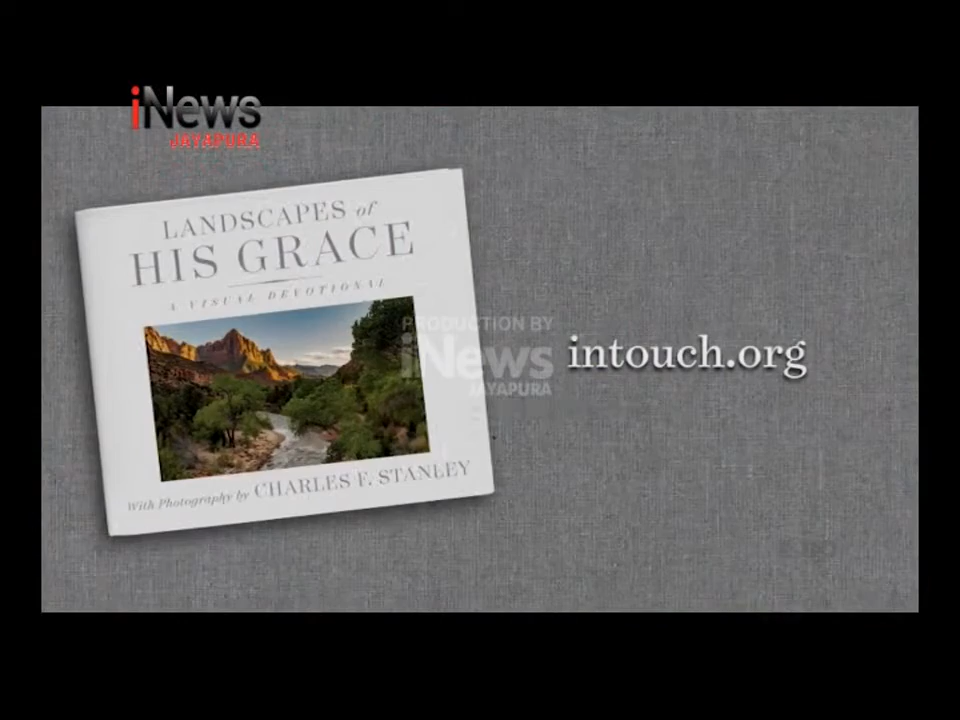 iNews
JAYAPURA
LANDSCAPES of
HIS GRACE
A VISUAL DEVOTIONAL
With Photography by CHARLES F. STANLEY
PRODUCTION BY
iNews
JAYAPURA
intouch.org